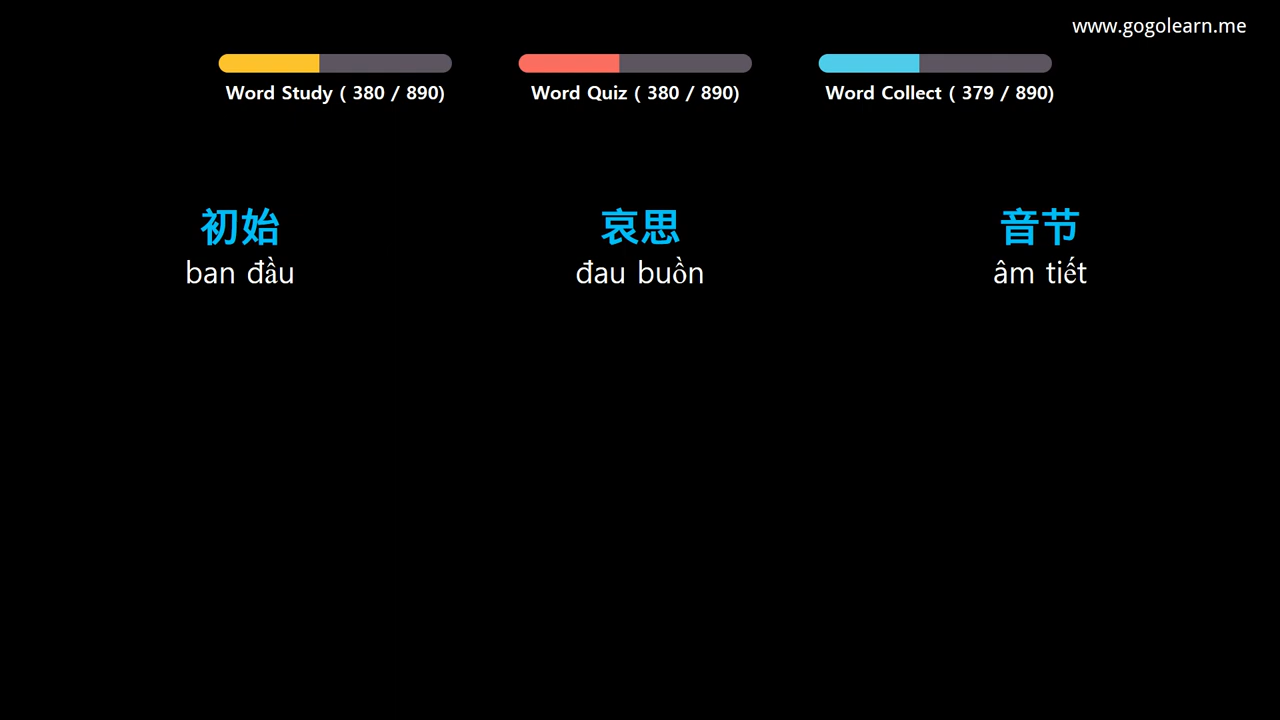 www.gogolearn.me
Word Study ( 380 / 890)
Word Quiz ( 380 / 890)
Word Collect ( 379 / 890)
初始
ban đầu
哀思
đau buồn
音节
âm tiết